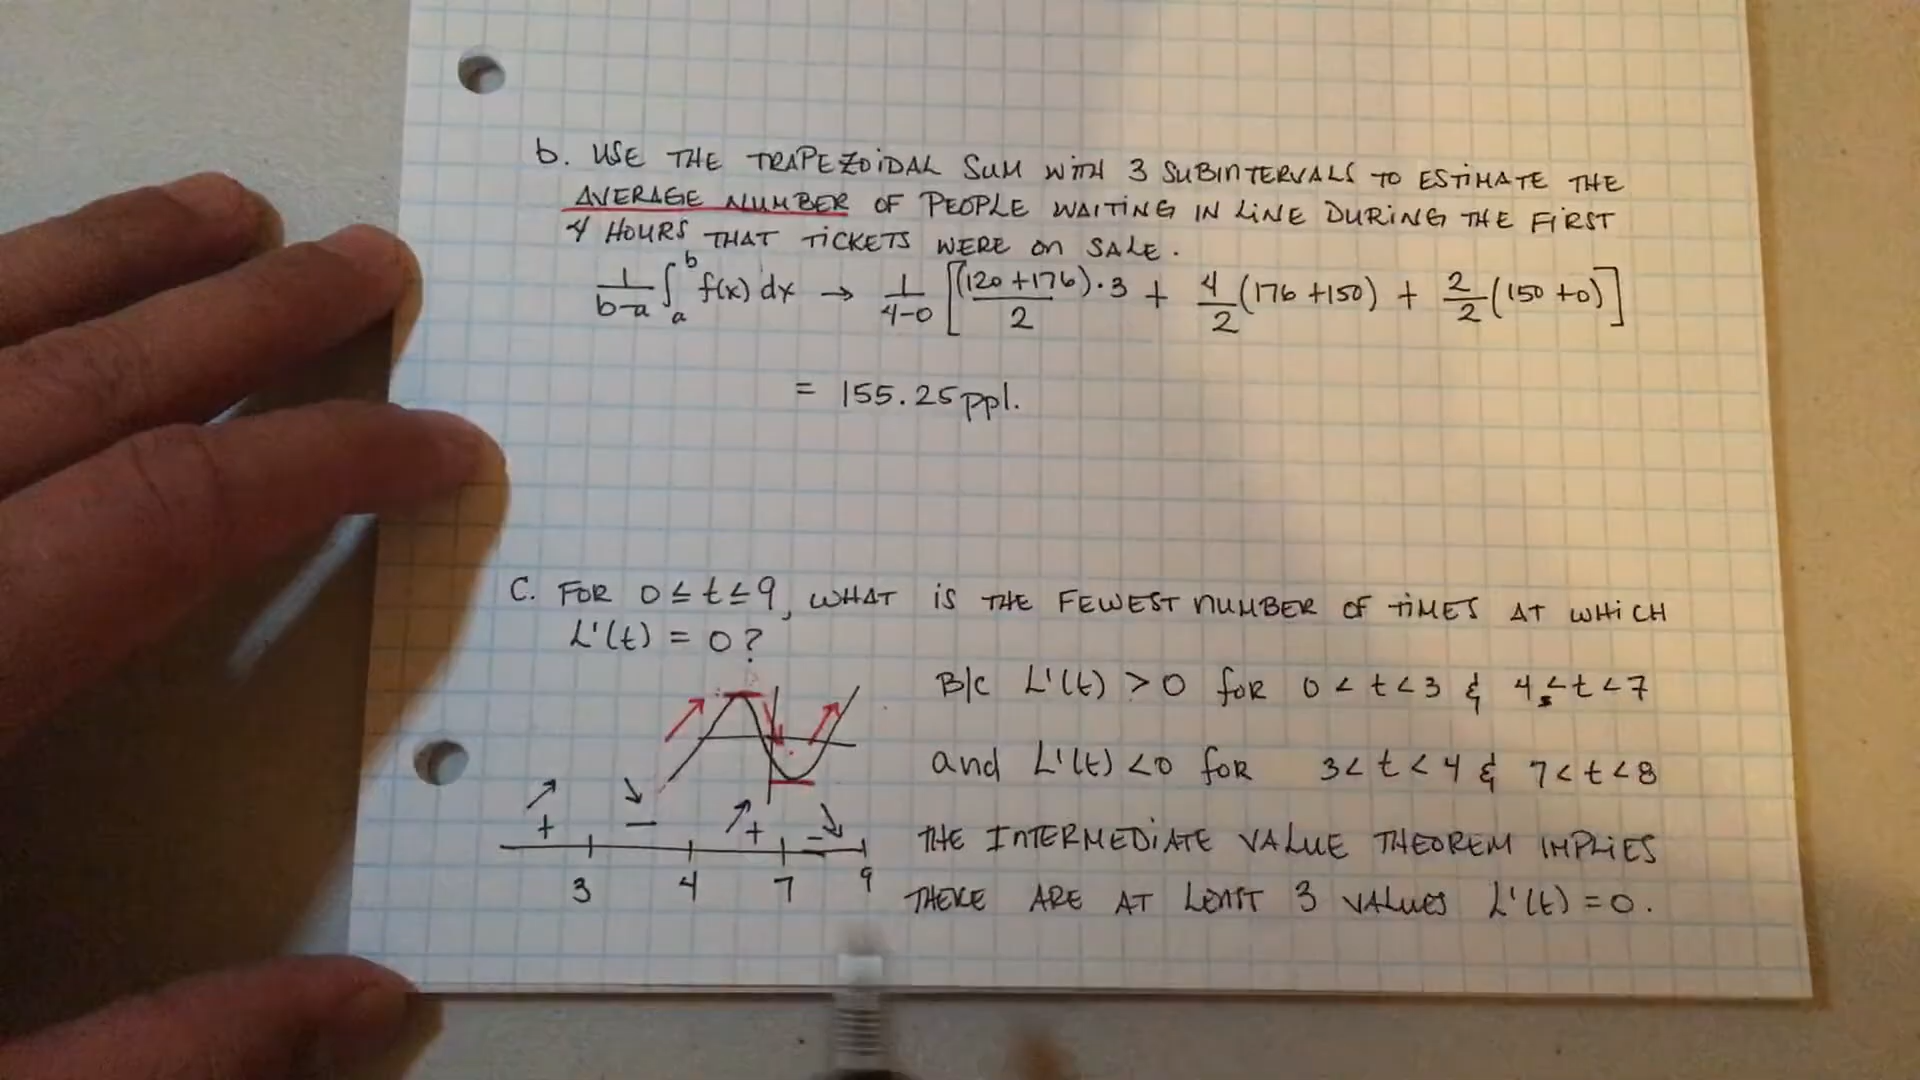 b. USE THE TRAPEZOIDAL SUM WITH 3 SUBINTERVALS TO ESTIMATE THE
AVERAGE NUMBER OF PEOPLE WAITING IN LINE DURING THE FIRST
4 HOURS THAT TICKETS WERE ON SALE.
1/(b-a) ∫_a^b f(x) dx → 1/(4-0) [(120+176)·3/2 + 4/2 (176+150) + 2/2 (150+0)]
= 155.25 ppl.
C. FOR 0 ≤ t ≤ 9, WHAT IS THE FEWEST NUMBER OF TIMES AT WHICH
L'(t) = 0?
B/C L'(t) > 0 for 0 < t < 3 & 4 < t < 7
and L'(t) < 0 for 3 < t < 4 & 7 < t < 8
THE INTERMEDIATE VALUE THEOREM IMPLIES
THERE ARE AT LEAST 3 VALUES L'(t) = 0.
+ − + −
3 4 7 9